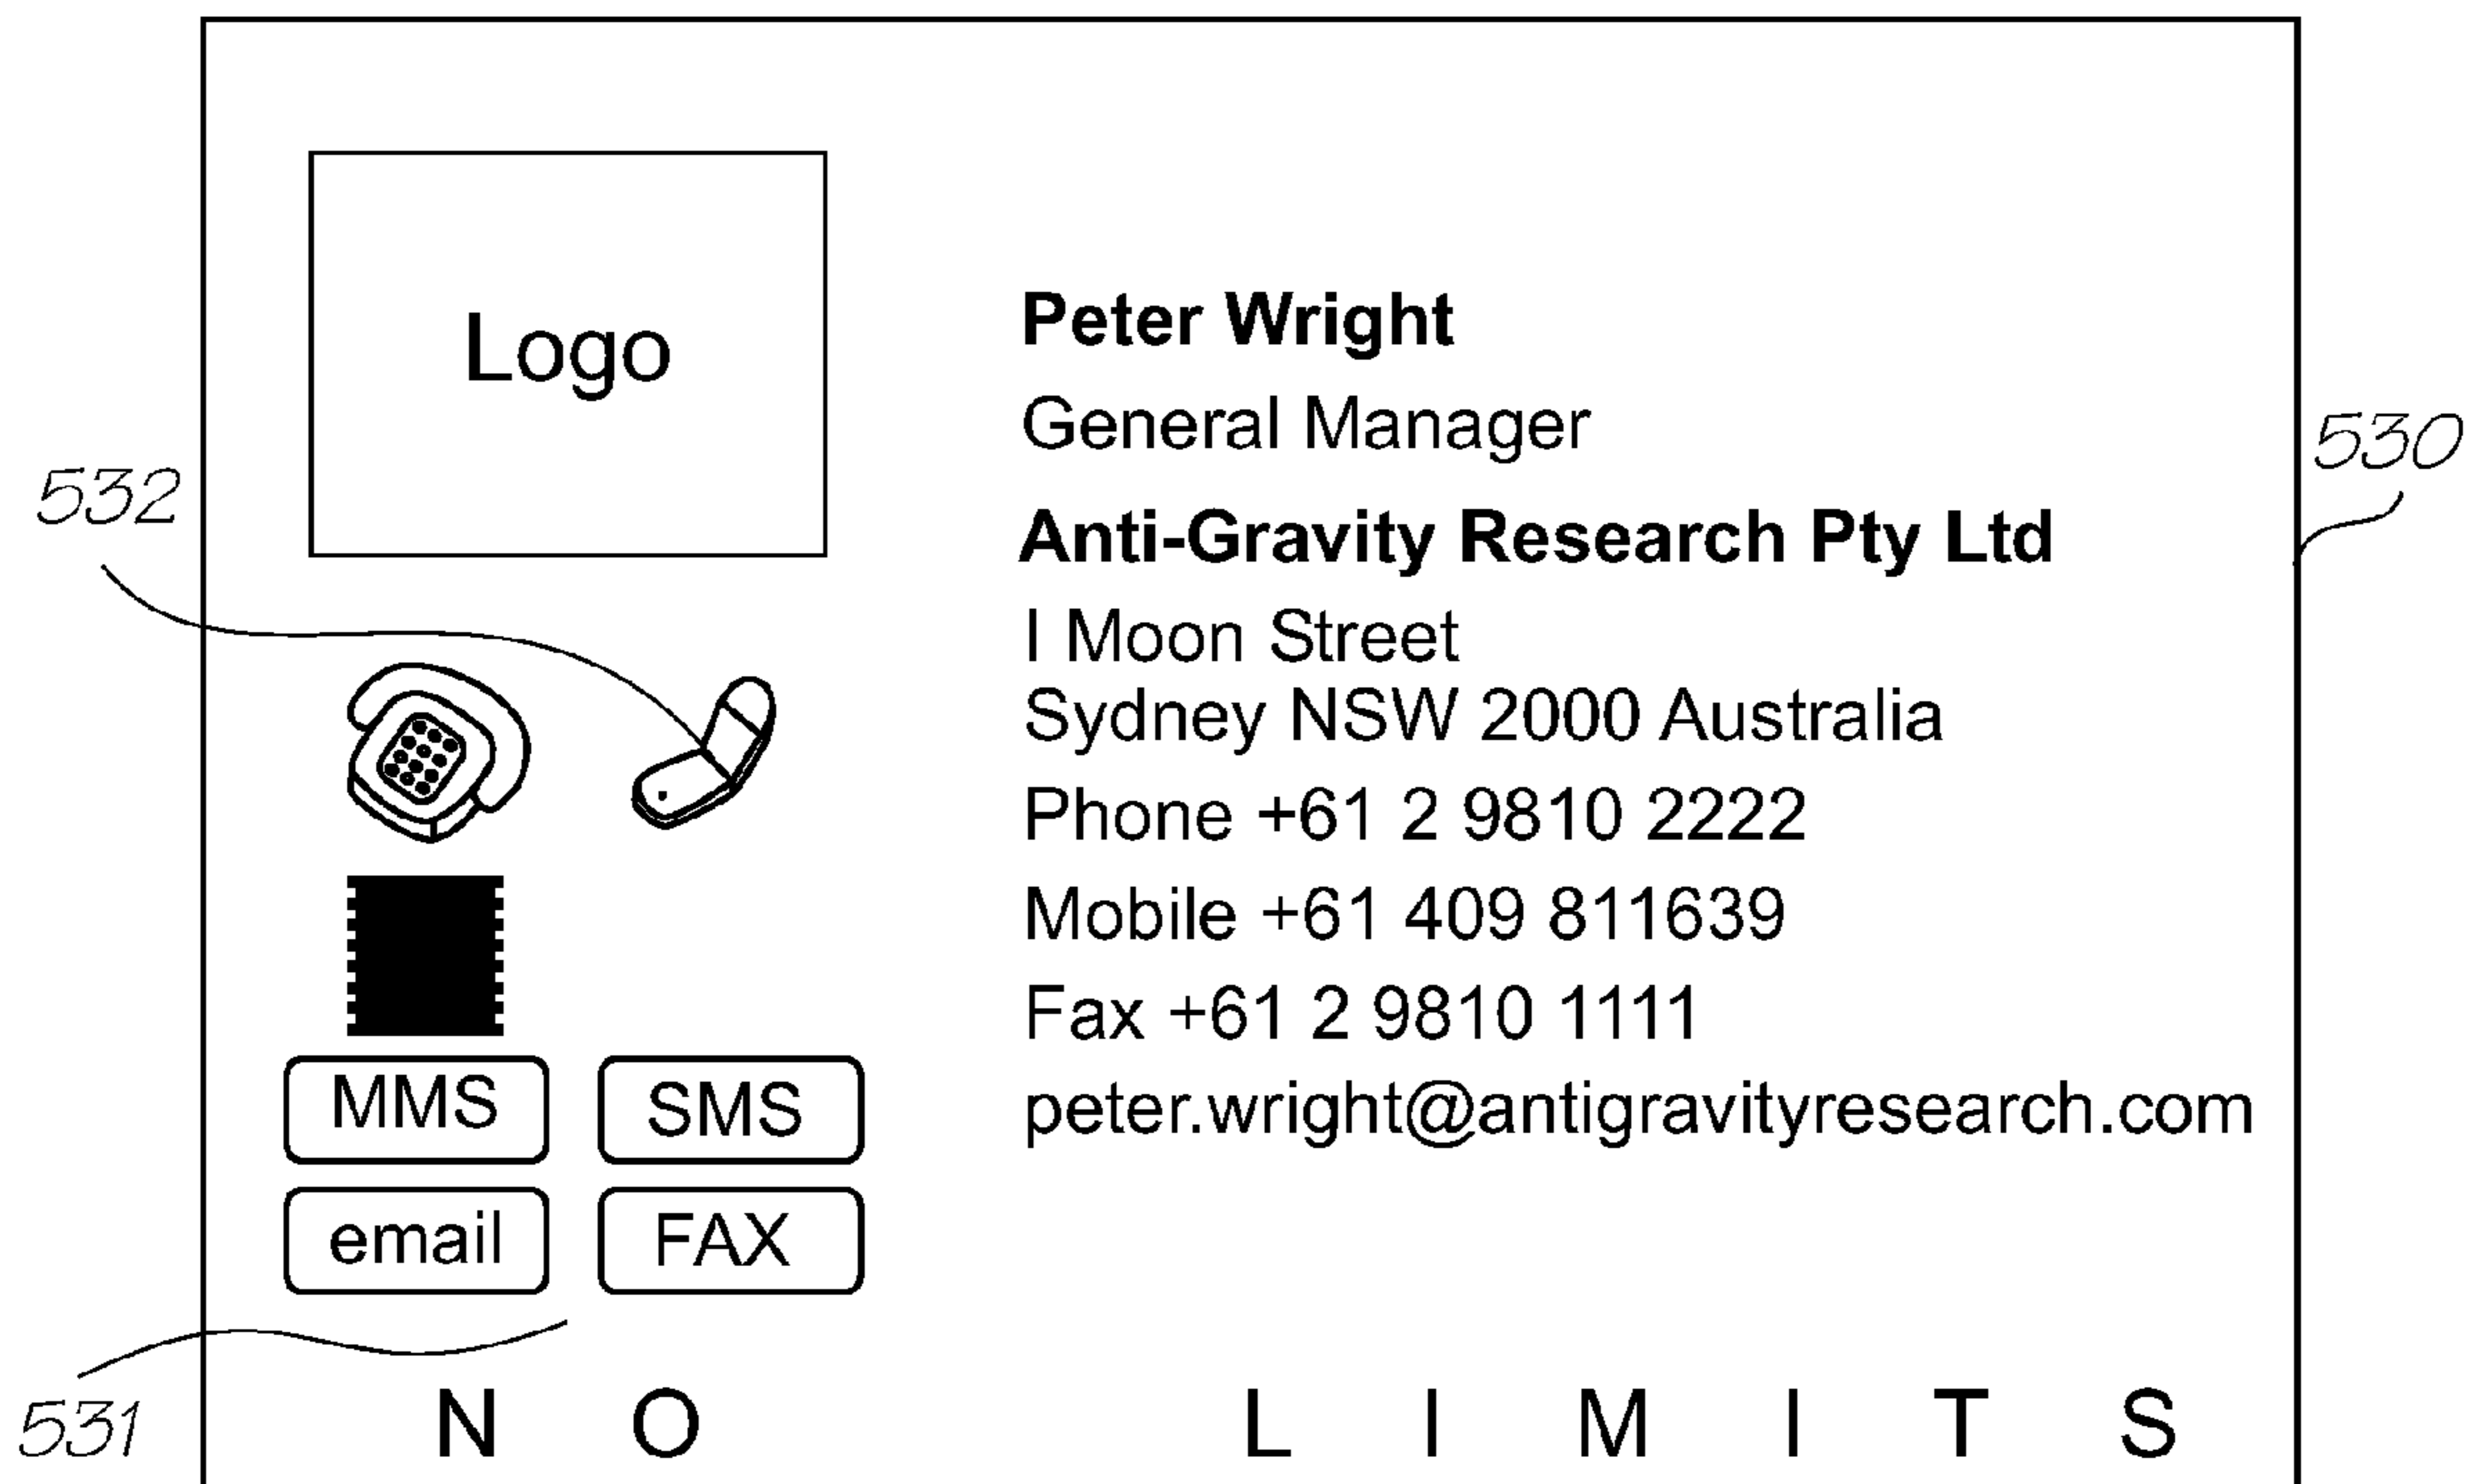 Logo
Peter Wright
General Manager
530
532
Anti-Gravity Research Pty Ltd
I Moon Street
Sydney NSW 2000 Australia
Phone +61 2 9810 2222
Mobile +61 409 811639
Fax +61 2 9810 1111
MMS SMS
peter.wright@antigravityresearch.com
email FAX
531
NO LIMITS